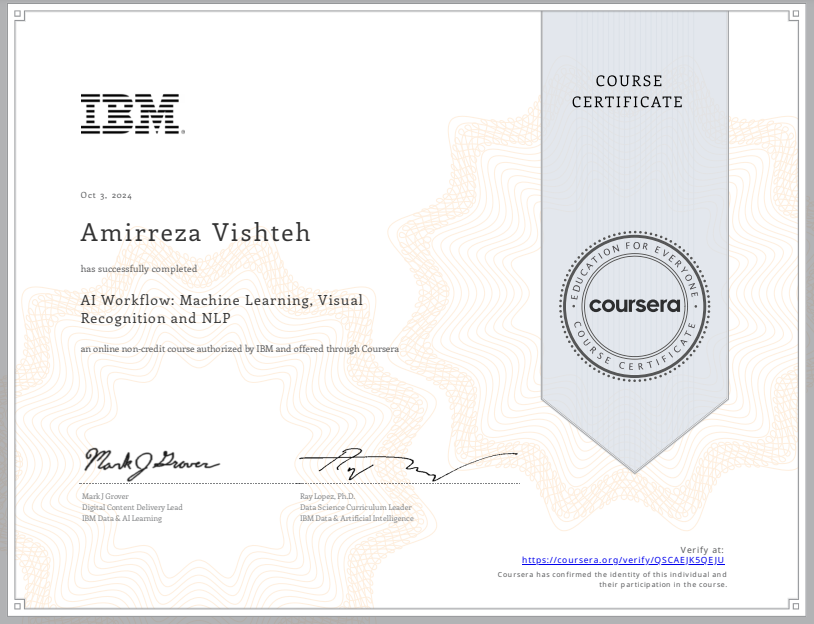 COURSE
CERTIFICATE
IBM
Oct 3, 2024
Amirreza Vishteh
has successfully completed
AI Workflow: Machine Learning, Visual
Recognition and NLP
an online non-credit course authorized by IBM and offered through Coursera
EDUCATION FOR EVERYONE
coursera
COURSE CERTIFICATE
Mark J Grover
Mark J Grover
Digital Content Delivery Lead
IBM Data & AI Learning
Ray Lopez, Ph.D.
Data Science Curriculum Leader
IBM Data & Artificial Intelligence
Verify at:
https://coursera.org/verify/QSCAEJK5QEJU
Coursera has confirmed the identity of this individual and
their participation in the course.